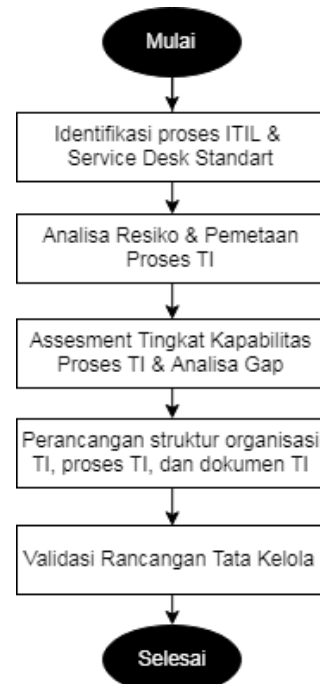 Mulai
Identifikasi proses ITIL &
Service Desk Standart
Analisa Resiko & Pemetaan
Proses TI
Assesment Tingkat Kapabilitas
Proses TI & Analisa Gap
Perancangan struktur organisasi
TI, proses TI, dan dokumen TI
Validasi Rancangan Tata Kelola
Selesai